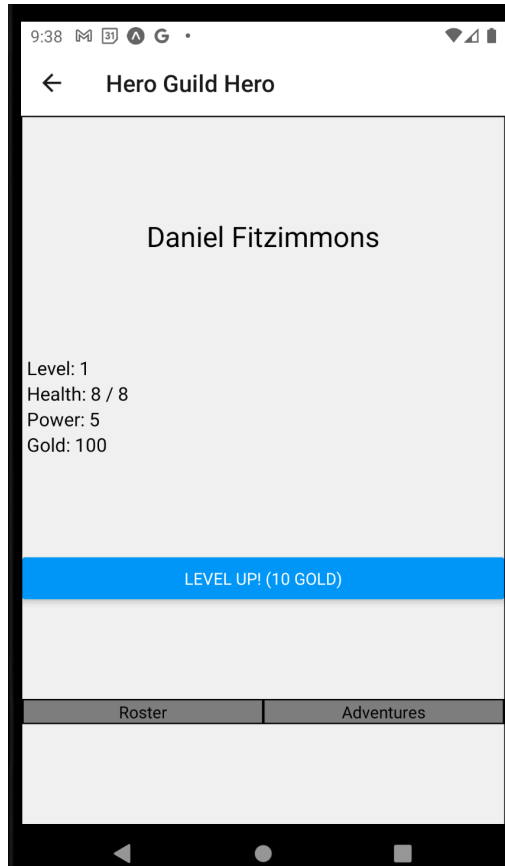 9:38 31 G
Hero Guild Hero
Daniel Fitzimmons
Level: 1
Health: 8 / 8
Power: 5
Gold: 100
LEVEL UP! (10 GOLD)
Roster Adventures